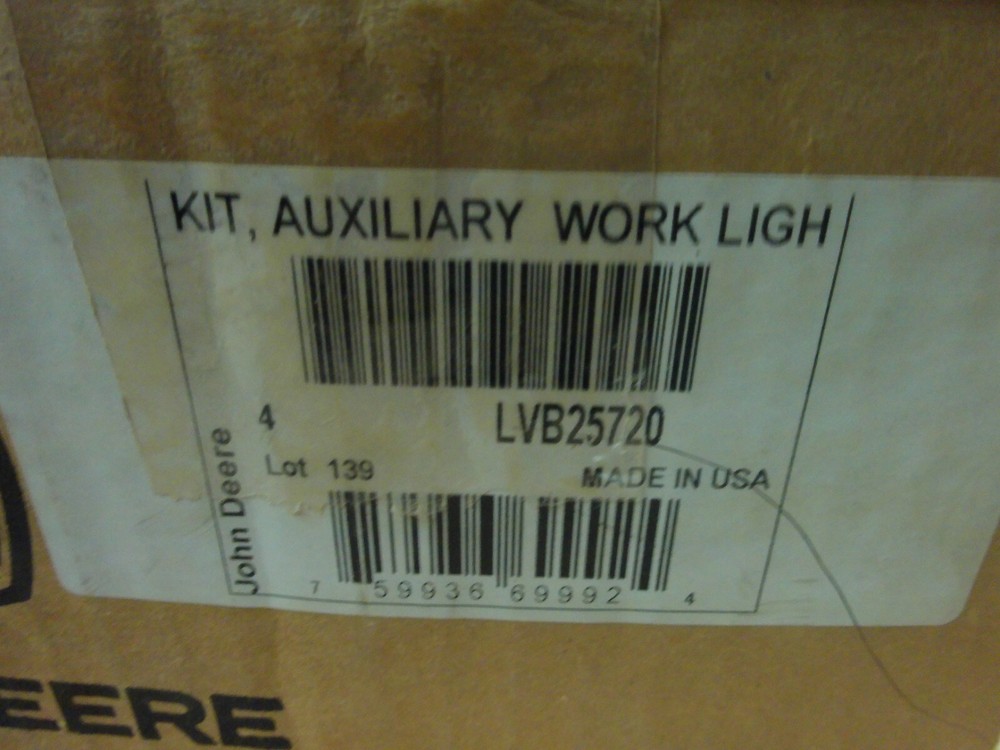 KIT, AUXILIARY WORK LIGH
4 LVB25720
Lot 139 MADE IN USA
John Deere
7 59936 69992 4
EERE